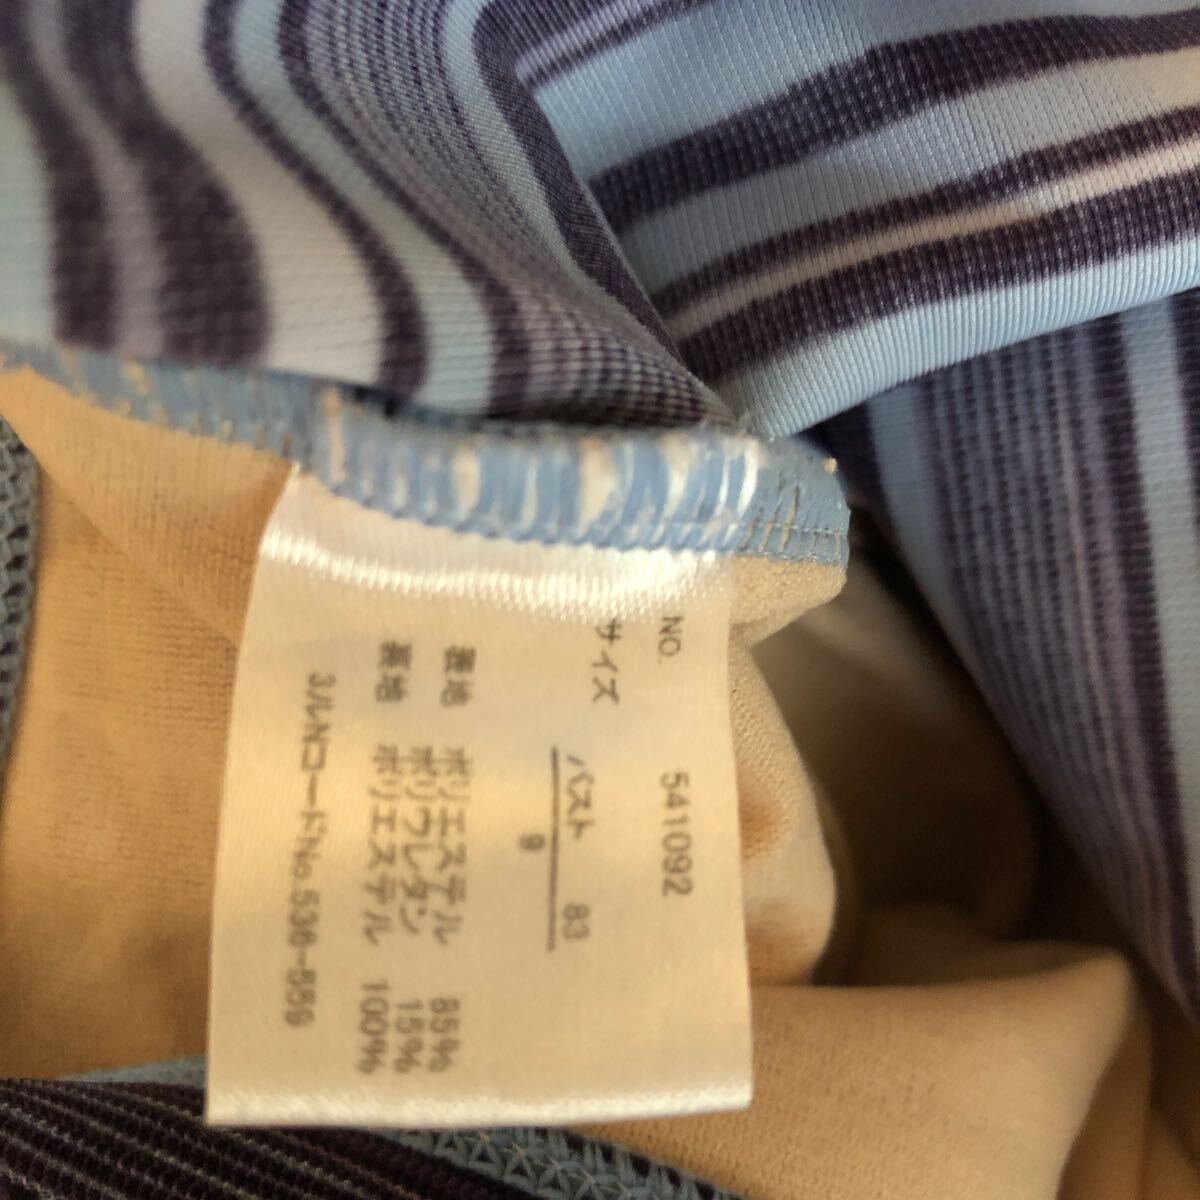 NO. 541092
サイズ バスト 83
9
表地 ポリエステル 85%
ポリウレタン 15%
裏地 ポリエステル 100%
3/ルNコードNo.536-559